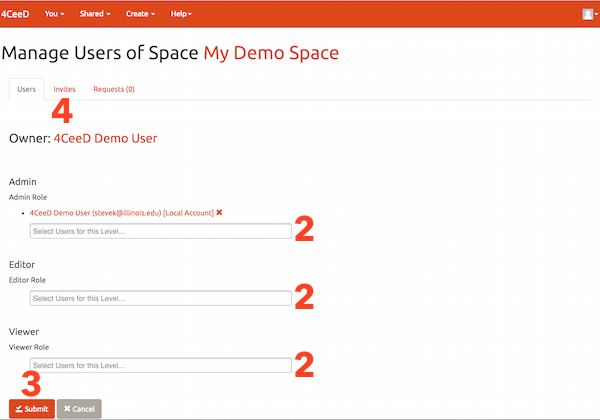 4CeeD You Shared Create Help
Manage Users of Space My Demo Space
Users Invites Requests (0)
4
Owner: 4CeeD Demo User
Admin
Admin Role
4CeeD Demo User (stevek@illinois.edu) [Local Account]
Select Users for this Level... 2
Editor
Editor Role
Select Users for this Level... 2
Viewer
Viewer Role
Select Users for this Level... 2
3
Submit Cancel